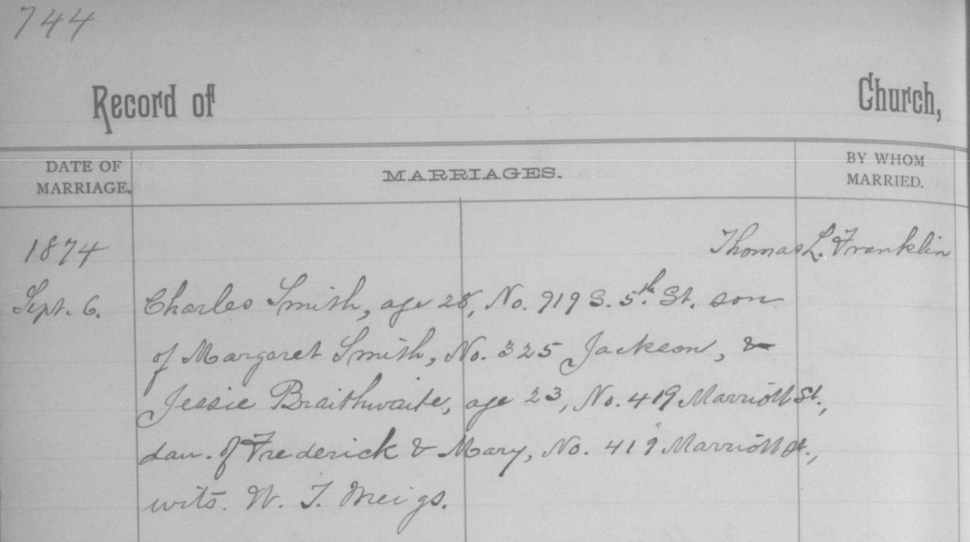 744
Record of Church,
DATE OF MARRIAGE. MARRIAGES. BY WHOM MARRIED.
1874 Thomas L. Franklin
Sept. 6. Charles Smith, age 28, No. 919 S. 5th St. son
of Margaret Smith, No. 325 Jackson, &
Jessie Braithwaite, age 23, No. 419 Marriott St.,
dau. of Frederick & Mary, No. 419 Marriott St.,
wits. W. T. Meigs.